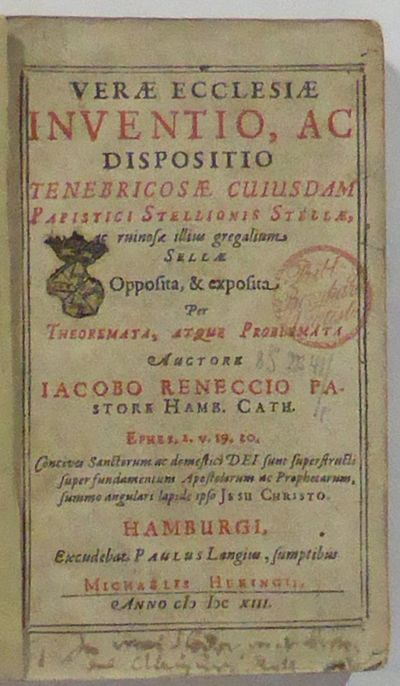 VERÆ ECCLESIÆ
INVENTIO, AC
DISPOSITIO
TENEBRICOSÆ CUIUSDAM
PAPISTICI STELLIONIS STELLÆ,
ac ruinosæ illius gregalium
SELLÆ
Opposita, & exposita
Per
THEOREMATA, ATQUE PROBLEMATA
AUCTORE
IACOBO RENECCIO PA-
STORE HAMB. CATH.
EPHES. 2. v. 19. 20.
Concives Sanctorum ac domestici DEI sunt superstructi
super fundamentum Apostolorum ac Prophetarum,
summo angulari lapide ipso JESU CHRISTO.
HAMBURGI,
Excudebat PAULUS Langius, sumptibus
MICHAËLIS HERINGII,
ANNO cIɔ Iɔc XIII.